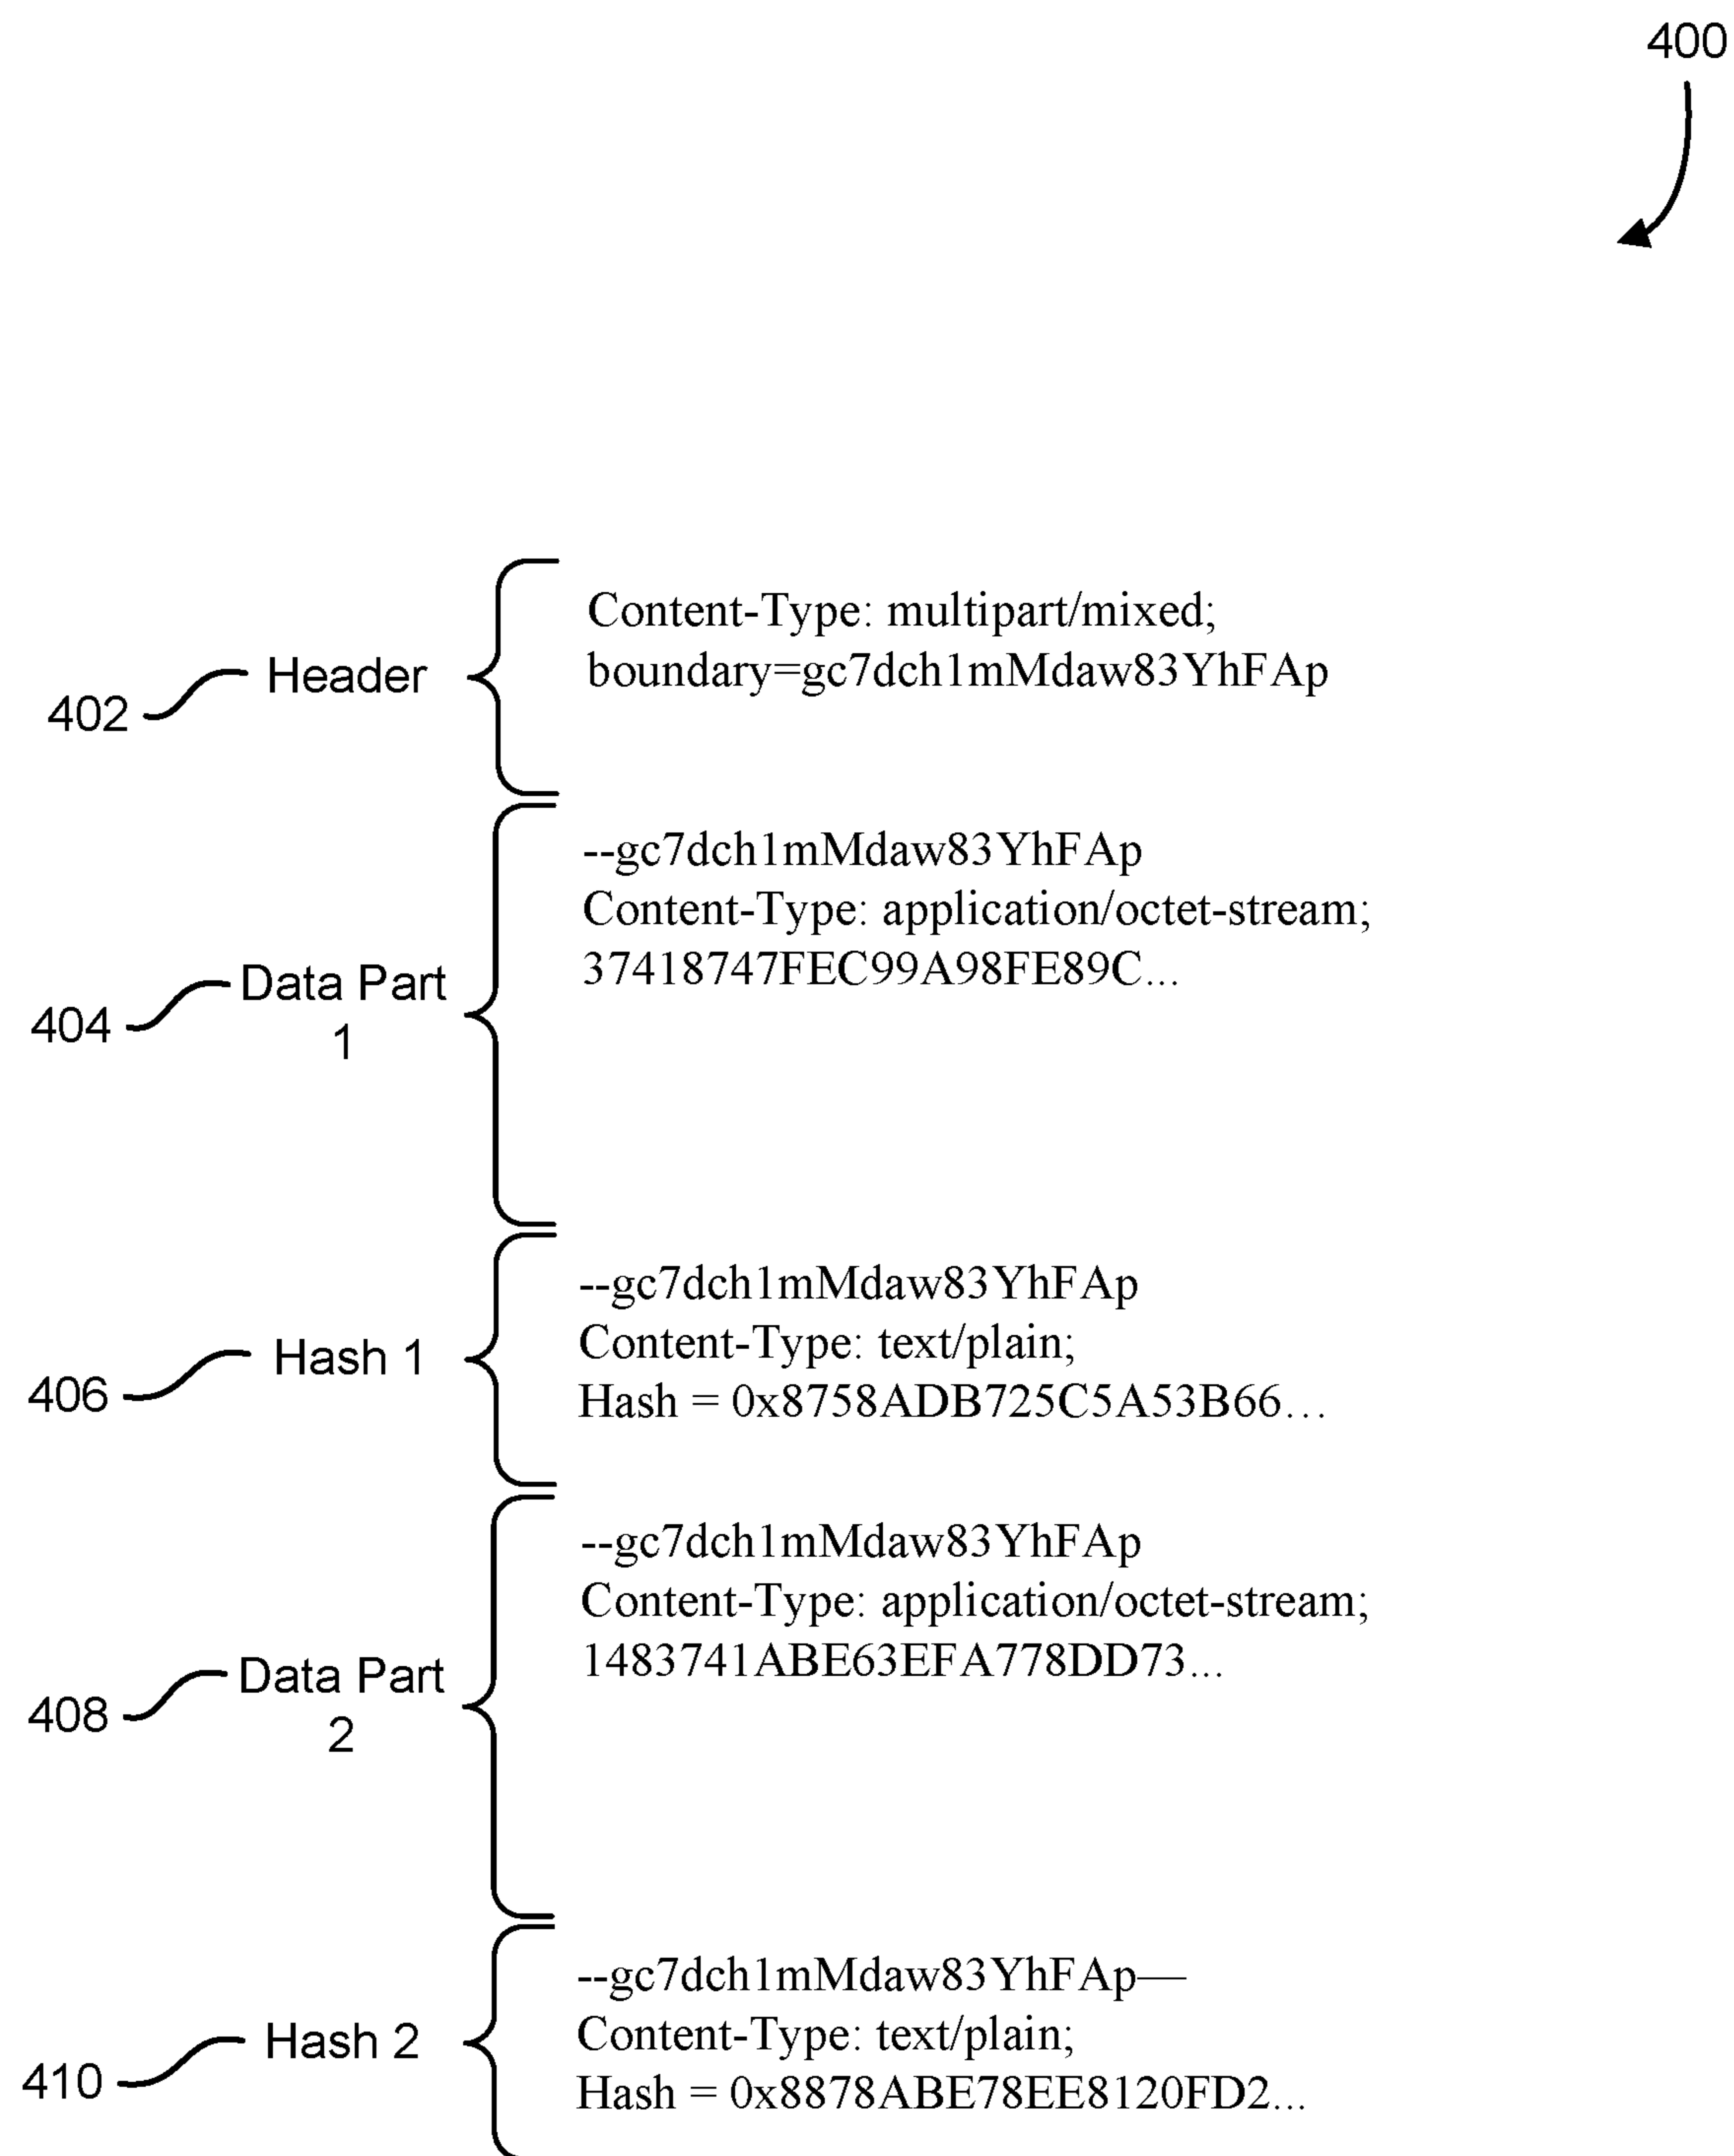 400
Content-Type: multipart/mixed;
boundary=gc7dch1mMdaw83YhFAp
Header
402
--gc7dch1mMdaw83YhFAp
Content-Type: application/octet-stream;
37418747FEC99A98FE89C...
Data Part
1
404
--gc7dch1mMdaw83YhFAp
Content-Type: text/plain;
Hash = 0x8758ADB725C5A53B66…
Hash 1
406
--gc7dch1mMdaw83YhFAp
Content-Type: application/octet-stream;
1483741ABE63EFA778DD73...
Data Part
2
408
--gc7dch1mMdaw83YhFAp—
Content-Type: text/plain;
Hash = 0x8878ABE78EE8120FD2...
Hash 2
410